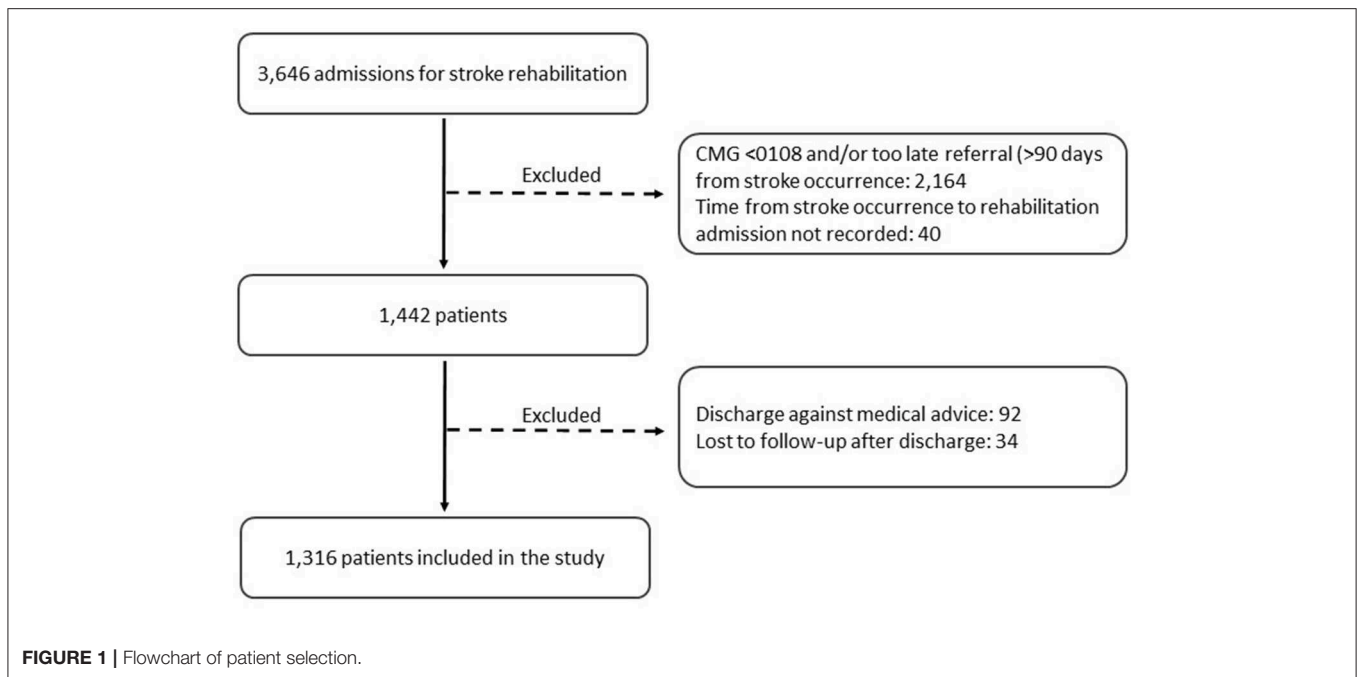 3,646 admissions for stroke rehabilitation
Excluded
CMG <0108 and/or too late referral (>90 days
from stroke occurrence: 2,164
Time from stroke occurrence to rehabilitation
admission not recorded: 40
1,442 patients
Excluded
Discharge against medical advice: 92
Lost to follow-up after discharge: 34
1,316 patients included in the study
FIGURE 1 | Flowchart of patient selection.